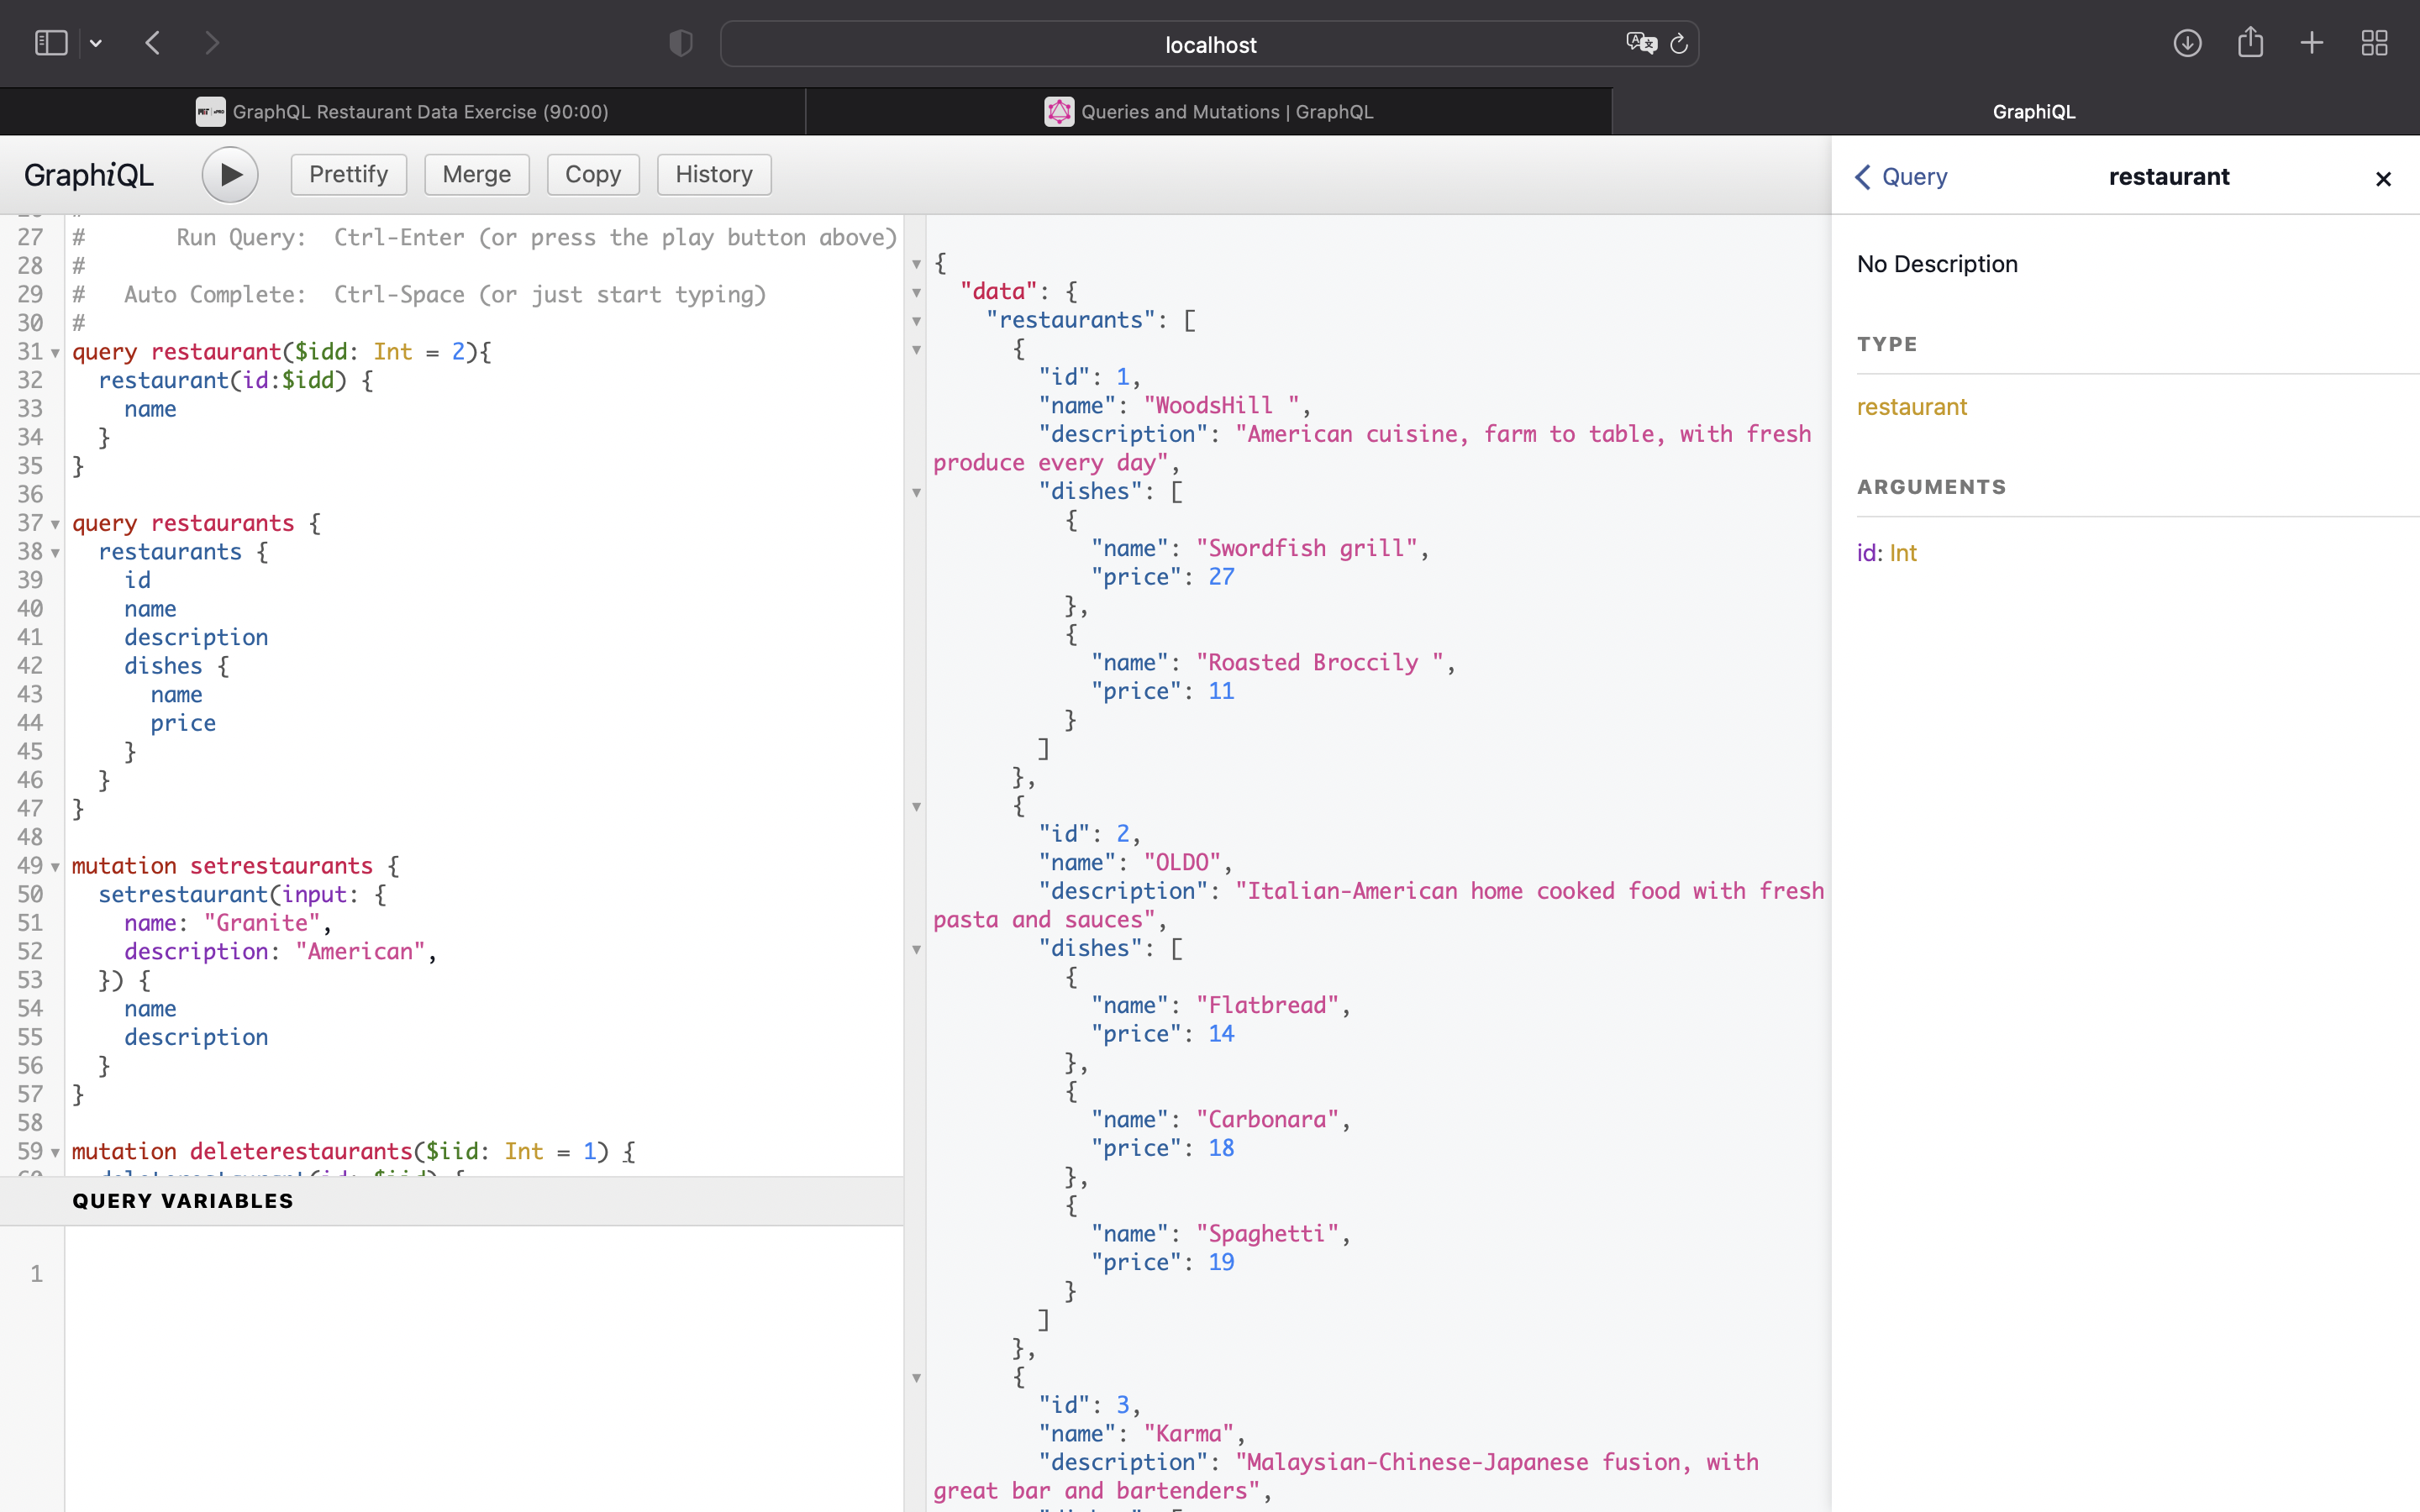 localhost
GraphQL Restaurant Data Exercise (90:00)
Queries and Mutations | GraphQL
GraphiQL
GraphiQL
Prettify
Merge
Copy
History
27 #       Run Query:  Ctrl-Enter (or press the play button above)
28 #
29 #   Auto Complete:  Ctrl-Space (or just start typing)
30 #
31 query restaurant($idd: Int = 2){
32   restaurant(id:$idd) {
33     name
34   }
35 }
36
37 query restaurants {
38   restaurants {
39     id
40     name
41     description
42     dishes {
43       name
44       price
45     }
46   }
47 }
48
49 mutation setrestaurants {
50   setrestaurant(input: {
51     name: "Granite",
52     description: "American",
53   }) {
54     name
55     description
56   }
57 }
58
59 mutation deleterestaurants($iid: Int = 1) {
60   deleterestaurant(id: $iid) {
QUERY VARIABLES
1
{
  "data": {
    "restaurants": [
      {
        "id": 1,
        "name": "WoodsHill ",
        "description": "American cuisine, farm to table, with fresh
produce every day",
        "dishes": [
          {
            "name": "Swordfish grill",
            "price": 27
          },
          {
            "name": "Roasted Broccily ",
            "price": 11
          }
        ]
      },
      {
        "id": 2,
        "name": "OLDO",
        "description": "Italian-American home cooked food with fresh
pasta and sauces",
        "dishes": [
          {
            "name": "Flatbread",
            "price": 14
          },
          {
            "name": "Carbonara",
            "price": 18
          },
          {
            "name": "Spaghetti",
            "price": 19
          }
        ]
      },
      {
        "id": 3,
        "name": "Karma",
        "description": "Malaysian-Chinese-Japanese fusion, with
great bar and bartenders",
Query
restaurant
No Description
TYPE
restaurant
ARGUMENTS
id: Int